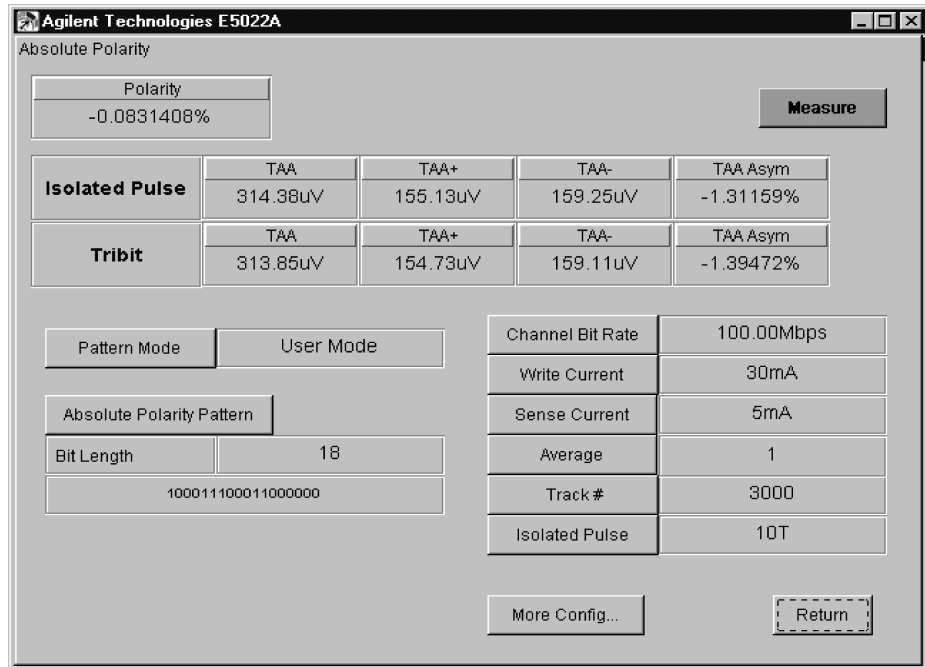 Agilent Technologies E5022A
Absolute Polarity
Polarity
-0.0831408%
Measure
Isolated Pulse
TAA TAA+ TAA- TAA Asym
314.38uV 155.13uV 159.25uV -1.31159%
Tribit
TAA TAA+ TAA- TAA Asym
313.85uV 154.73uV 159.11uV -1.39472%
Pattern Mode User Mode
Absolute Polarity Pattern
Bit Length 18
100011100011000000
Channel Bit Rate 100.00Mbps
Write Current 30mA
Sense Current 5mA
Average 1
Track # 3000
Isolated Pulse 10T
More Config... Return